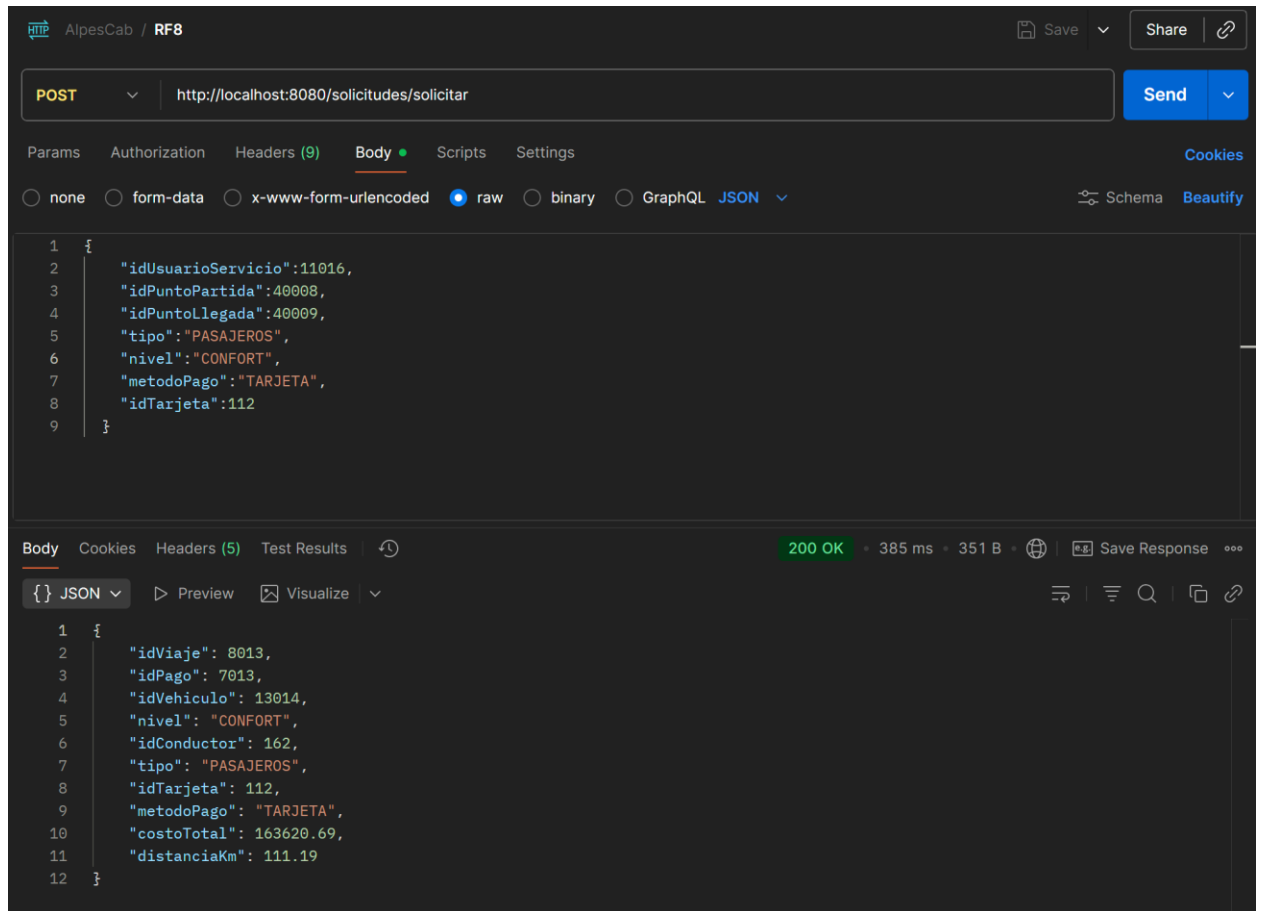 HTTP AlpesCab / RF8 Save Share
POST http://localhost:8080/solicitudes/solicitar Send
Params Authorization Headers (9) Body Scripts Settings Cookies
none form-data x-www-form-urlencoded raw binary GraphQL JSON Schema Beautify
1 {
2 "idUsuarioServicio":11016,
3 "idPuntoPartida":40008,
4 "idPuntoLlegada":40009,
5 "tipo":"PASAJEROS",
6 "nivel":"CONFORT",
7 "metodoPago":"TARJETA",
8 "idTarjeta":112
9 }
Body Cookies Headers (5) Test Results 200 OK • 385 ms • 351 B • e.g. Save Response
{} JSON Preview Visualize
1 {
2 "idViaje": 8013,
3 "idPago": 7013,
4 "idVehiculo": 13014,
5 "nivel": "CONFORT",
6 "idConductor": 162,
7 "tipo": "PASAJEROS",
8 "idTarjeta": 112,
9 "metodoPago": "TARJETA",
10 "costoTotal": 163620.69,
11 "distanciaKm": 111.19
12 }